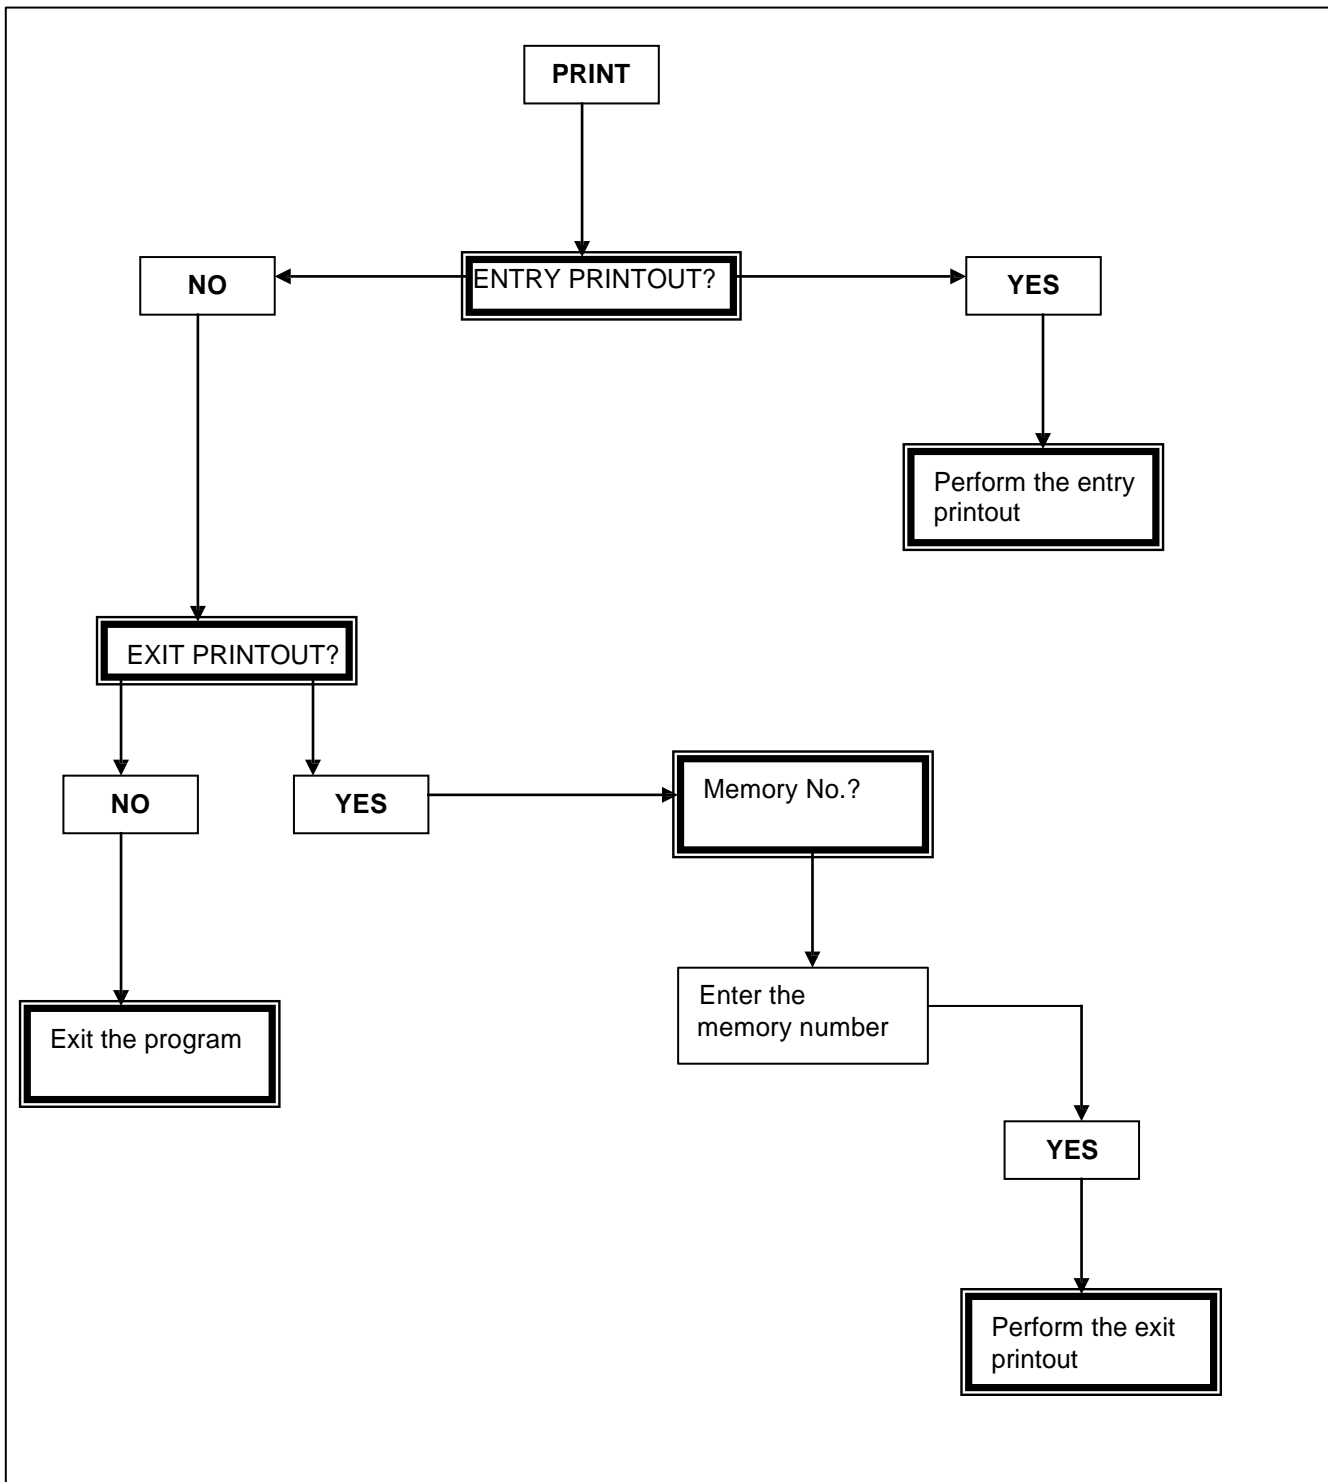 PRINT
NO
ENTRY PRINTOUT?
YES
Perform the entry
printout
EXIT PRINTOUT?
NO
YES
Memory No.?
Enter the
memory number
Exit the program
YES
Perform the exit
printout